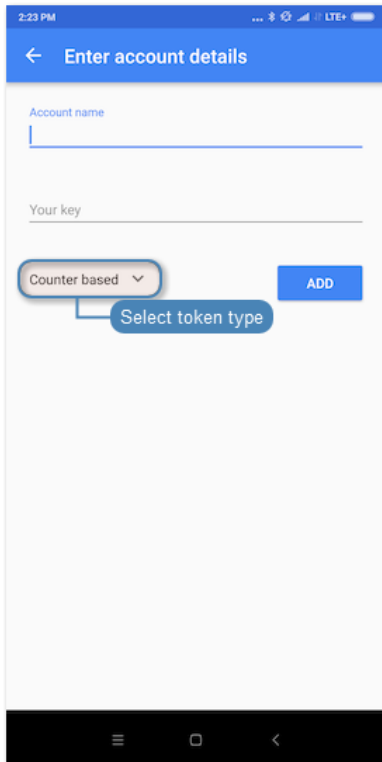 2:23 PM ... LTE+
Enter account details
Account name
Your key
Counter based ADD
Select token type